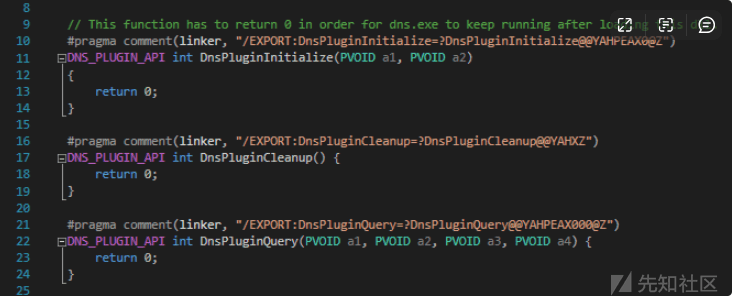 8
9 // This function has to return 0 in order for dns.exe to keep running after
10 #pragma comment(linker, "/EXPORT:DnsPluginInitialize=?DnsPluginInitialize@@YAHPEAX0@Z")
11 DNS_PLUGIN_API int DnsPluginInitialize(PVOID a1, PVOID a2)
12 {
13 return 0;
14 }
15
16 #pragma comment(linker, "/EXPORT:DnsPluginCleanup=?DnsPluginCleanup@@YAHXZ")
17 DNS_PLUGIN_API int DnsPluginCleanup() {
18 return 0;
19 }
20
21 #pragma comment(linker, "/EXPORT:DnsPluginQuery=?DnsPluginQuery@@YAHPEAX000@Z")
22 DNS_PLUGIN_API int DnsPluginQuery(PVOID a1, PVOID a2, PVOID a3, PVOID a4) {
23 return 0;
24 }
25
先知社区